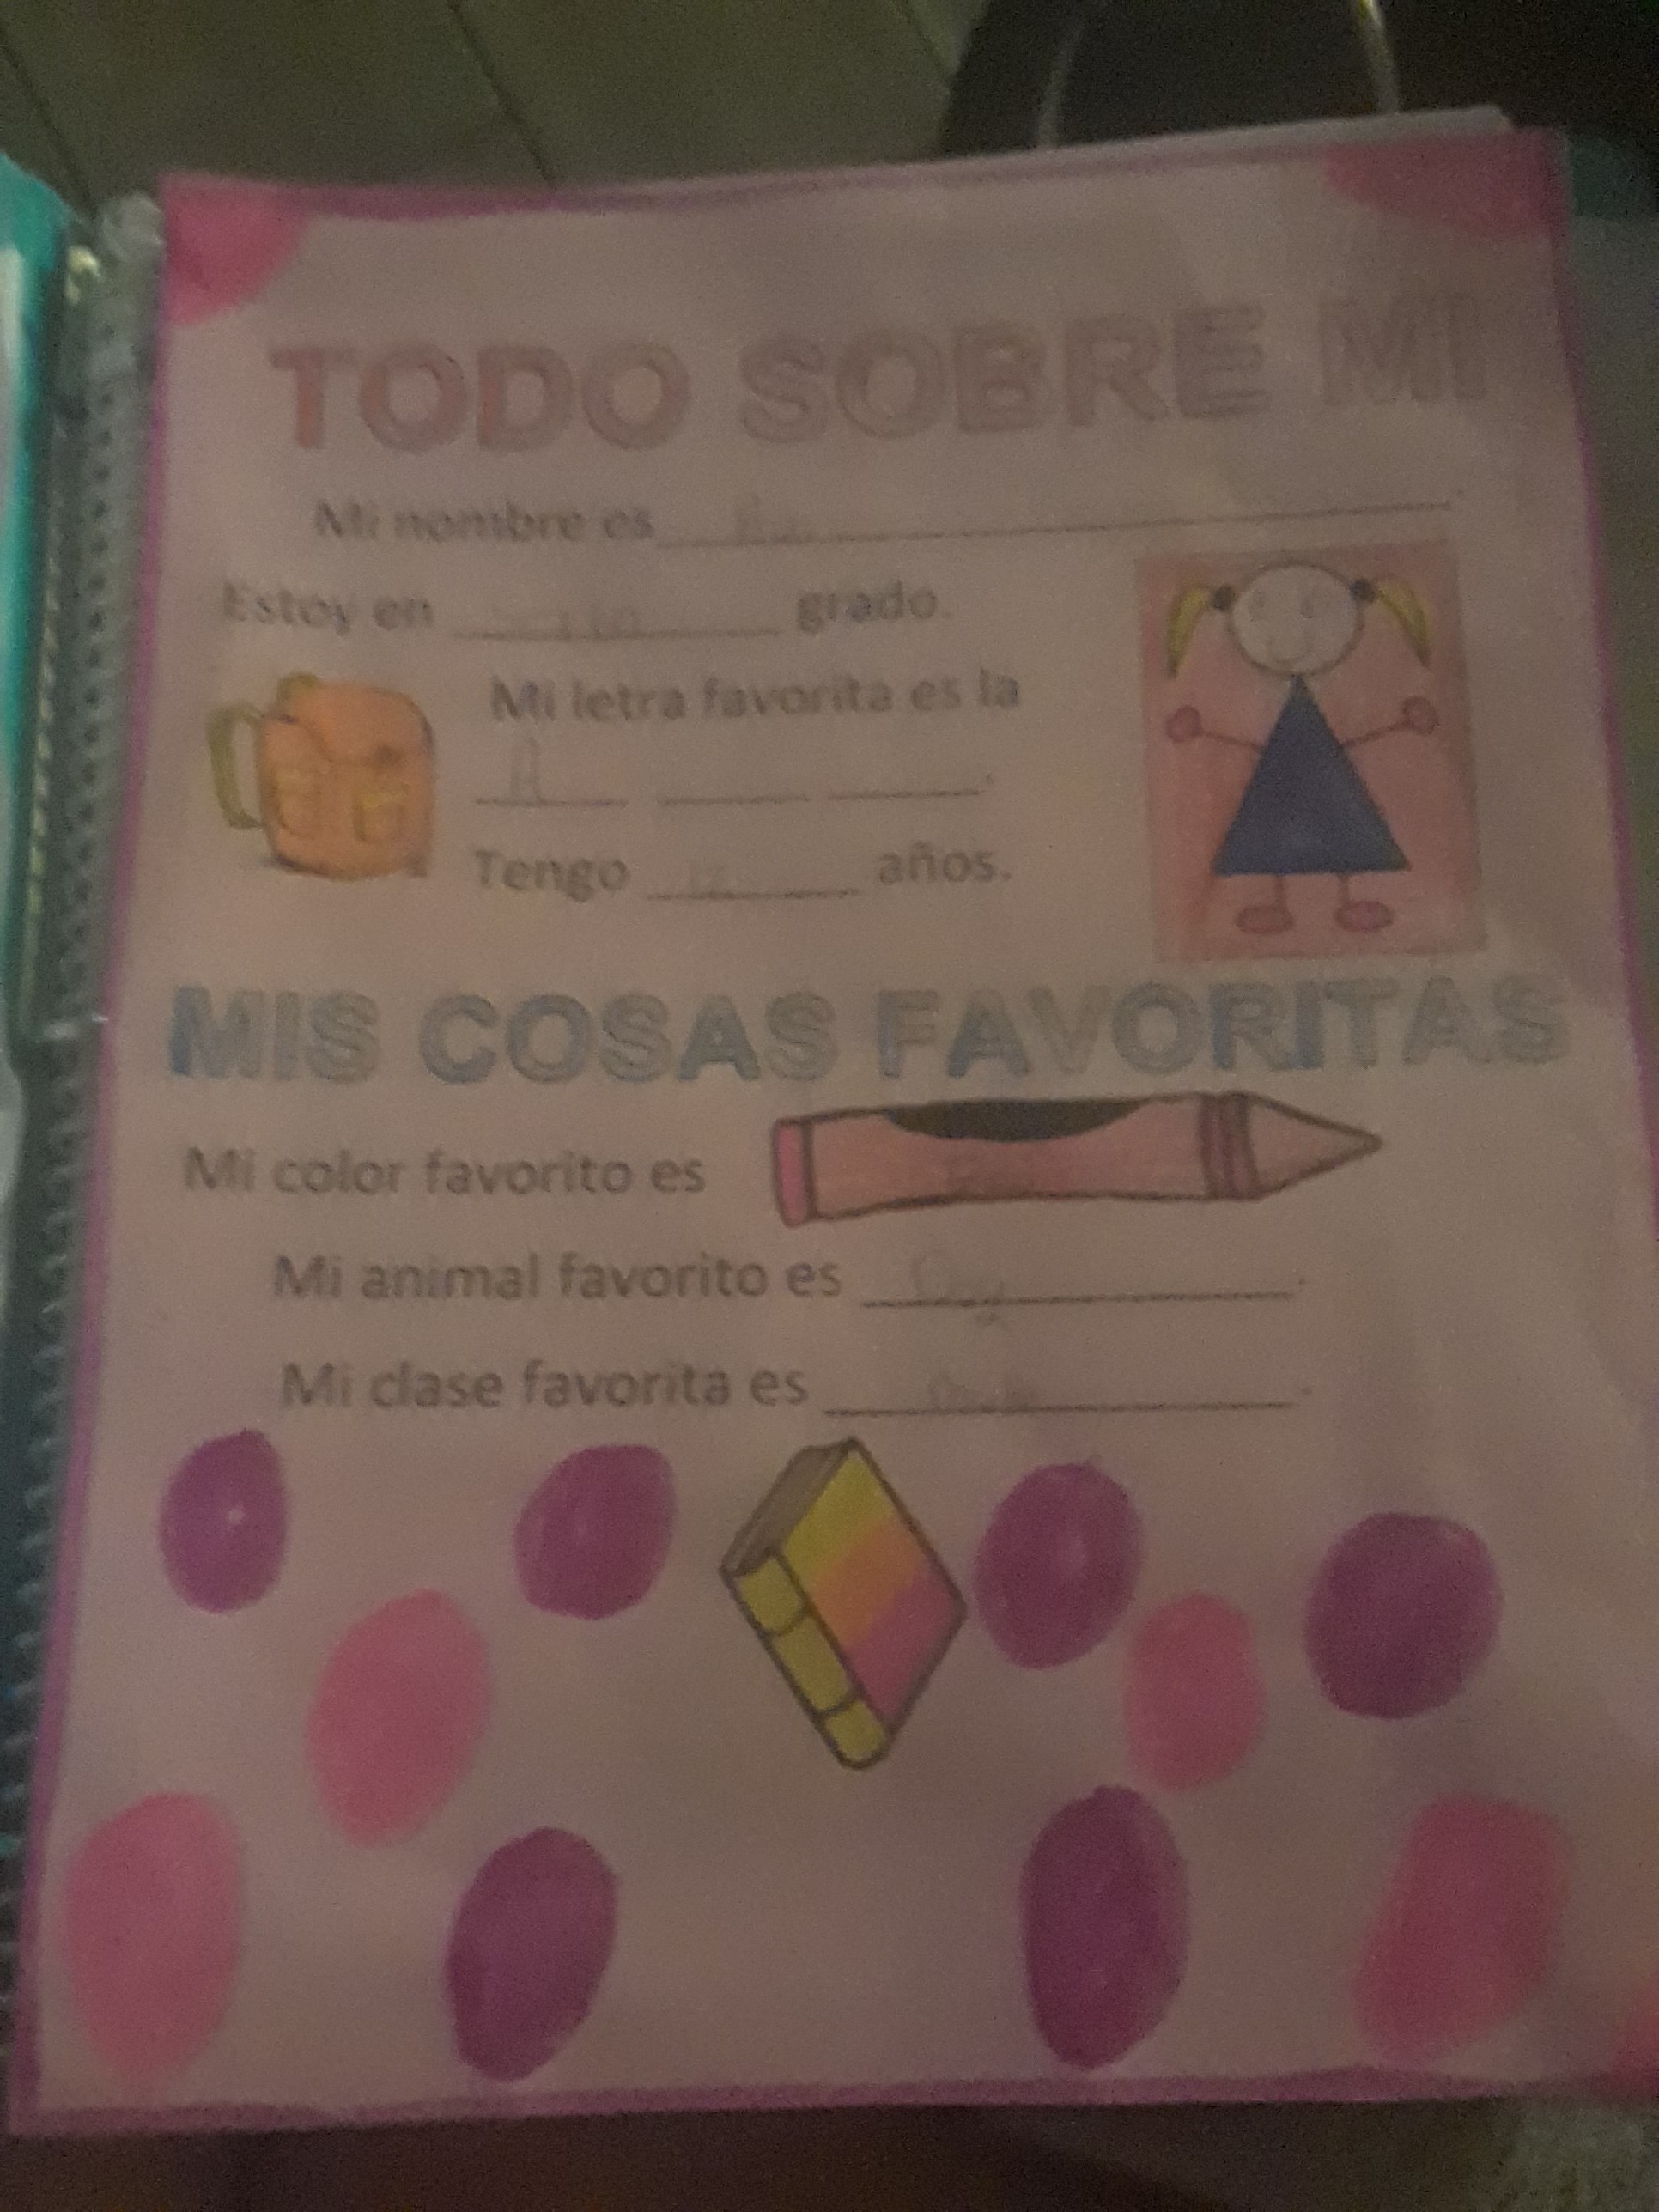 TODO SOBRE MI
Mi nombre es
Estoy en grado.
Mi letra favorita es la
A
Tengo años.
MIS COSAS FAVORITAS
Mi color favorito es
Mi animal favorito es
Mi clase favorita es